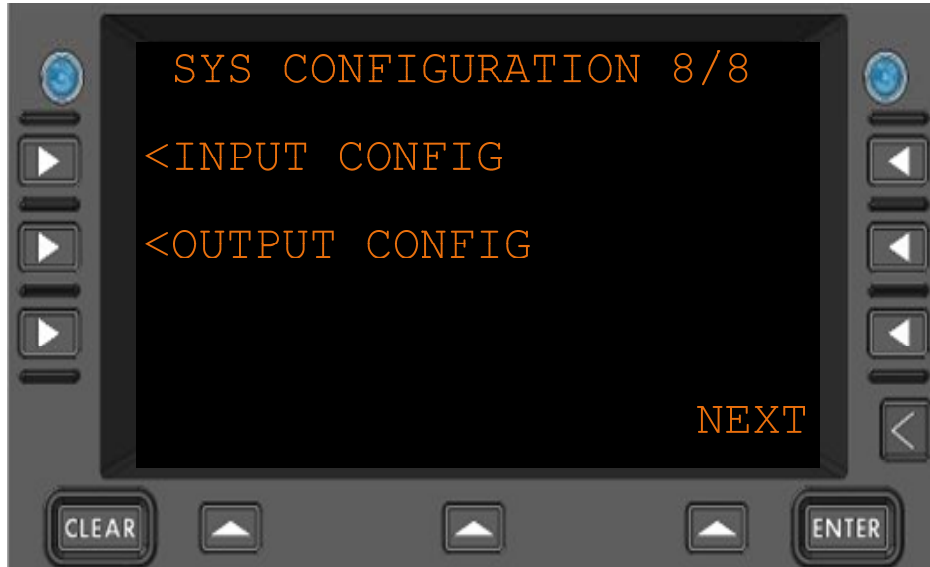 SYS CONFIGURATION 8/8
<INPUT CONFIG
<OUTPUT CONFIG
NEXT
CLEAR
ENTER